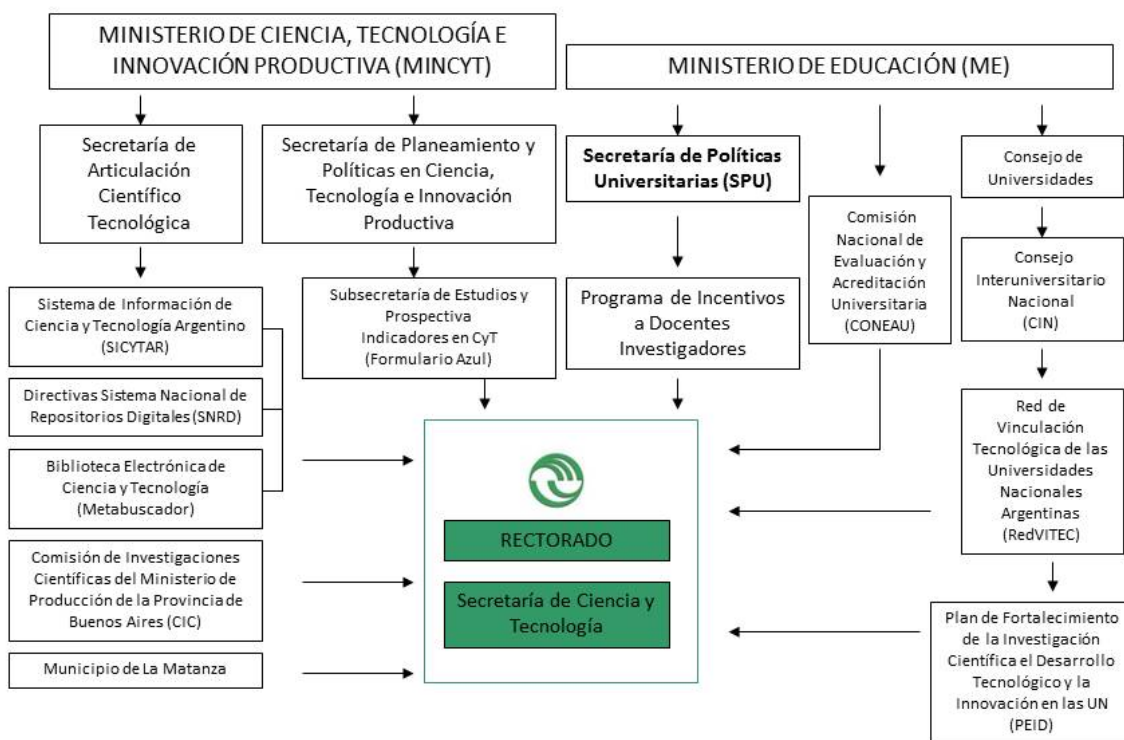 MINISTERIO DE CIENCIA, TECNOLOGÍA E
INNOVACIÓN PRODUCTIVA (MINCYT)
MINISTERIO DE EDUCACIÓN (ME)
Secretaría de
Articulación
Científico
Tecnológica
Secretaría de Planeamiento y
Políticas en Ciencia,
Tecnología e Innovación
Productiva
Secretaría de Políticas
Universitarias (SPU)
Comisión
Nacional de
Evaluación y
Acreditación
Universitaria
(CONEAU)
Consejo de
Universidades
Sistema de Información de
Ciencia y Tecnología Argentino
(SICYTAR)
Subsecretaría de Estudios y
Prospectiva
Indicadores en CyT
(Formulario Azul)
Programa de Incentivos
a Docentes
Investigadores
Consejo
Interuniversitario
Nacional
(CIN)
Directivas Sistema Nacional de
Repositorios Digitales (SNRD)
Biblioteca Electrónica de
Ciencia y Tecnología
(Metabuscador)
Comisión de Investigaciones
Científicas del Ministerio de
Producción de la Provincia de
Buenos Aires (CIC)
Municipio de La Matanza
RECTORADO
Secretaría de Ciencia y
Tecnología
Red de
Vinculación
Tecnológica de las
Universidades
Nacionales
Argentinas
(RedVITEC)
Plan de Fortalecimiento
de la Investigación
Científica el Desarrollo
Tecnológico y la
Innovación en las UN
(PEID)